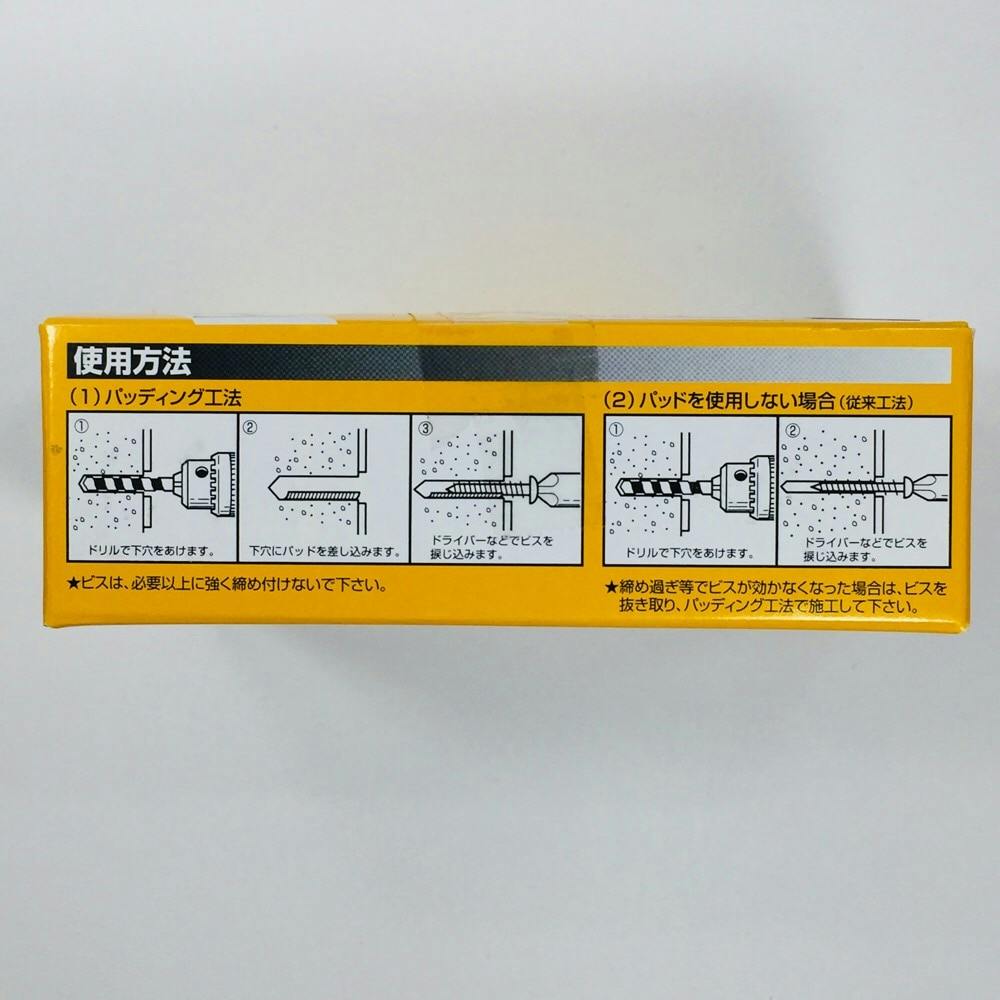 使用方法
(1)パッディング工法
①
ドリルで下穴をあけます。
②
下穴にパッドを差し込みます。
③
ドライバーなどでビスを
捩じ込みます。
★ビスは、必要以上に強く締め付けないで下さい。
(2)パッドを使用しない場合(従来工法)
①
ドリルで下穴をあけます。
②
ドライバーなどでビスを
捩じ込みます。
★締め過ぎ等でビスが効かなくなった場合は、ビスを
抜き取り、パッディング工法で施工して下さい。